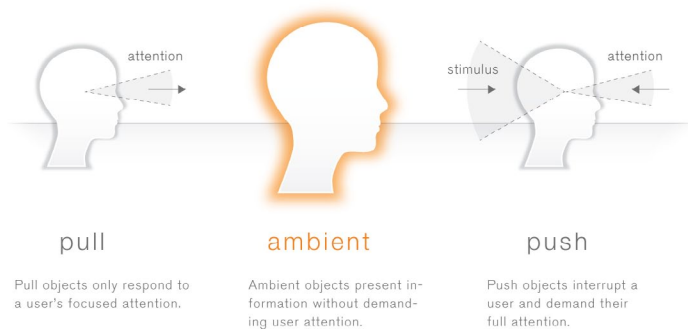 attention
stimulus
attention
pull
ambient
push
Pull objects only respond to
a user's focused attention.
Ambient objects present in-
formation without demand-
ing user attention.
Push objects interrupt a
user and demand their
full attention.